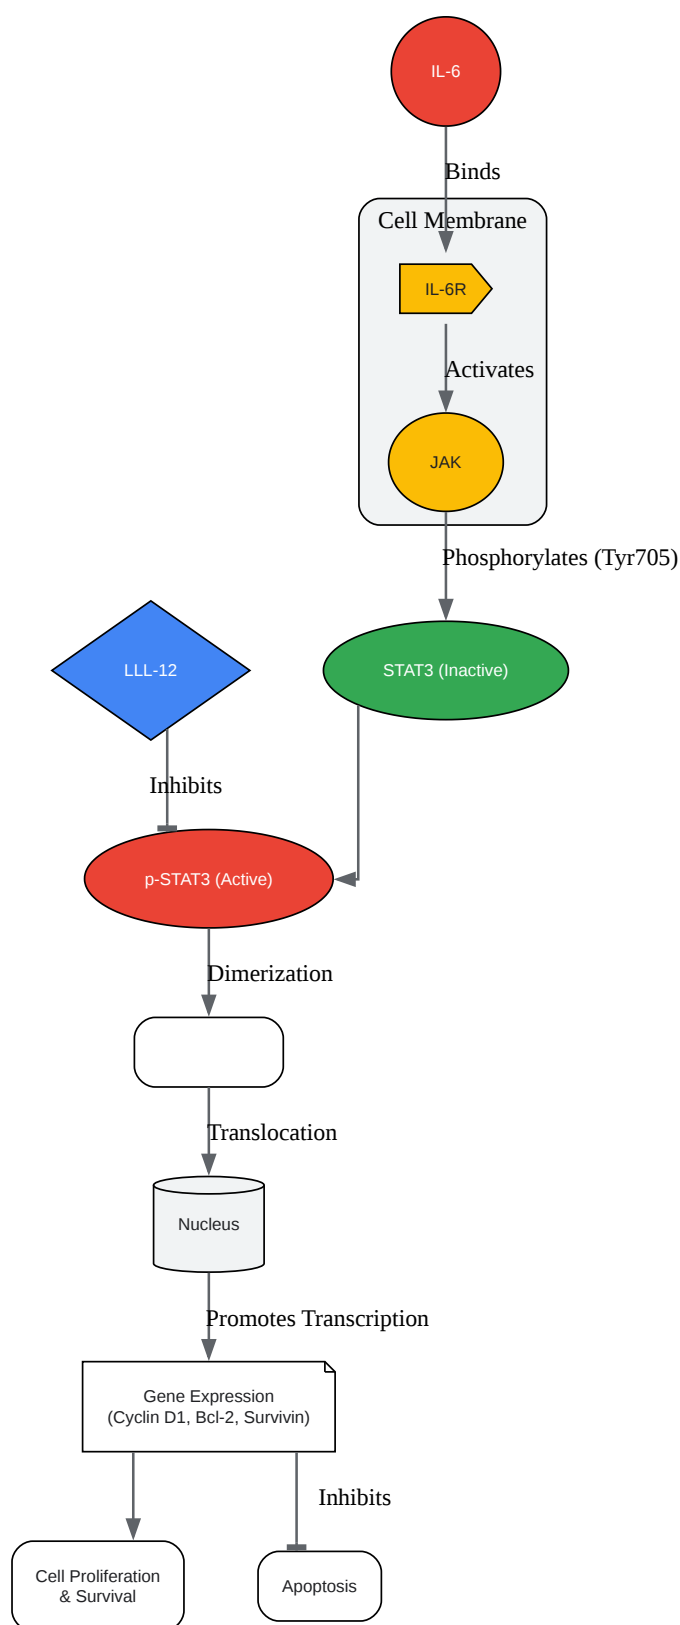 IL-6
Binds
Cell Membrane
IL-6R
Activates
JAK
Phosphorylates (Tyr705)
LLL-12
STAT3 (Inactive)
Inhibits
p-STAT3 (Active)
Dimerization
Translocation
Nucleus
Promotes Transcription
Gene Expression
(Cyclin D1, Bcl-2, Survivin)
Inhibits
Cell Proliferation
& Survival
Apoptosis